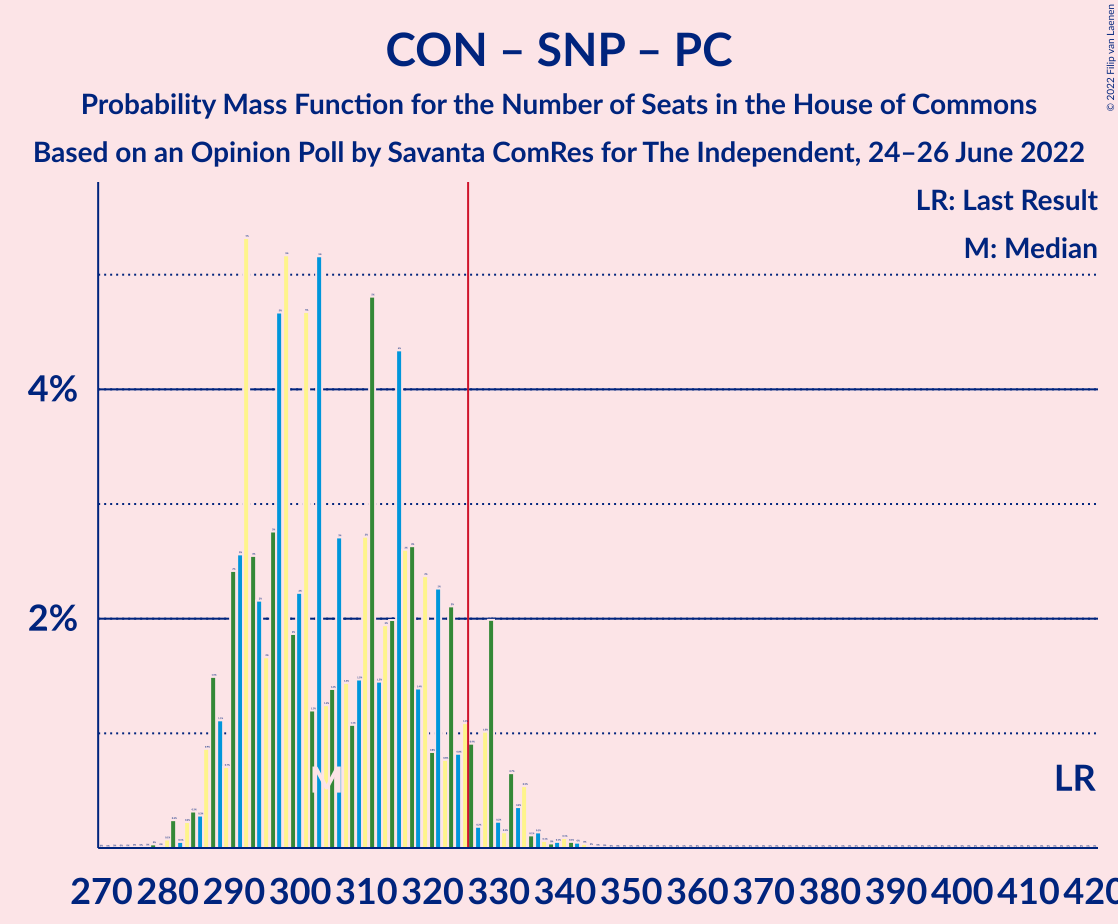 CON – SNP – PC
Probability Mass Function for the Number of Seats in the House of Commons
Based on an Opinion Poll by Savanta ComRes for The Independent, 24–26 June 2022
© 2022 Filip van Laenen
LR: Last Result
M: Median
4%
2%
M
LR
270 280 290 300 310 320 330 340 350 360 370 380 390 400 410 420